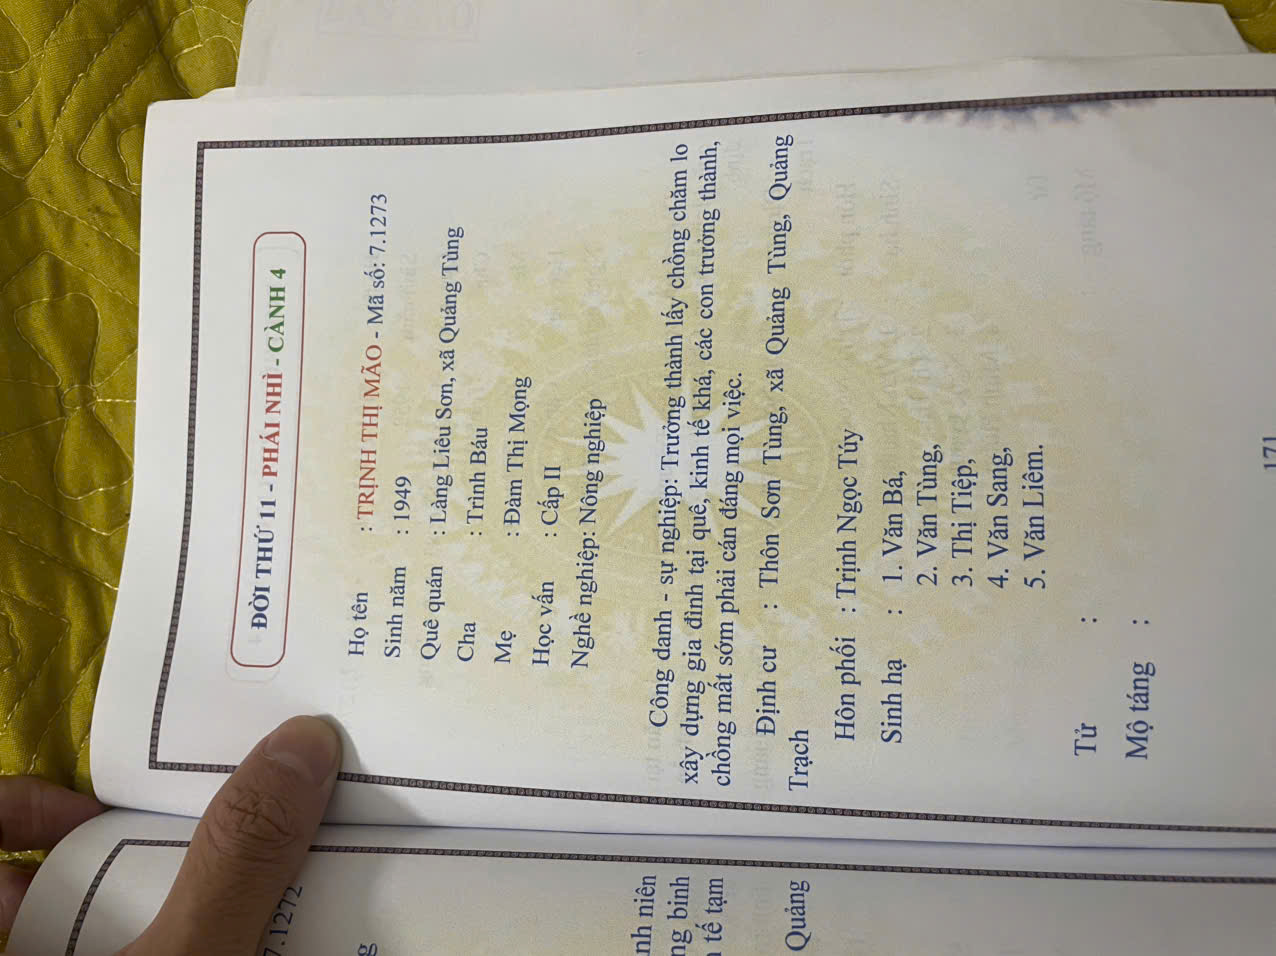 ĐỜI THỨ 11 - PHÁI NHÌ - CÀNH 4
Họ tên : TRỊNH THỊ MÃO - Mã số: 7.1273
Sinh năm : 1949
Quê quán : Làng Liêu Sơn, xã Quảng Tùng
Cha : Trình Báu
Mẹ : Đàm Thị Mọng
Học vấn : Cấp II
Nghề nghiệp: Nông nghiệp
Công danh - sự nghiệp: Trưởng thành lấy chồng chăm lo
xây dựng gia đình tại quê, kinh tế khá, các con trưởng thành,
chồng mất sớm phải cán đáng mọi việc.
Định cư : Thôn Sơn Tùng, xã Quảng Tùng, Quảng
Trạch
Hôn phối : Trịnh Ngọc Túy
Sinh hạ : 1. Văn Bá,
2. Văn Tùng,
3. Thị Tiệp,
4. Văn Sang,
5. Văn Liêm.
Tử :
Mộ táng :
171
7.1272
g
nh niên
ng binh
tế tạm
Quảng